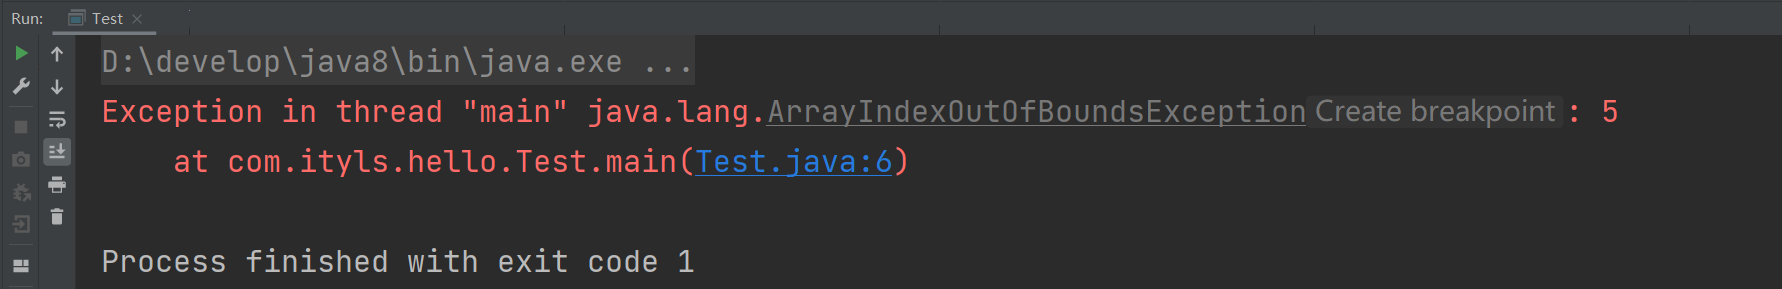 Run: Test
D:\develop\java8\bin\java.exe ...
Exception in thread "main" java.lang.ArrayIndexOutOfBoundsException Create breakpoint : 5
at com.ityls.hello.Test.main(Test.java:6)
Process finished with exit code 1